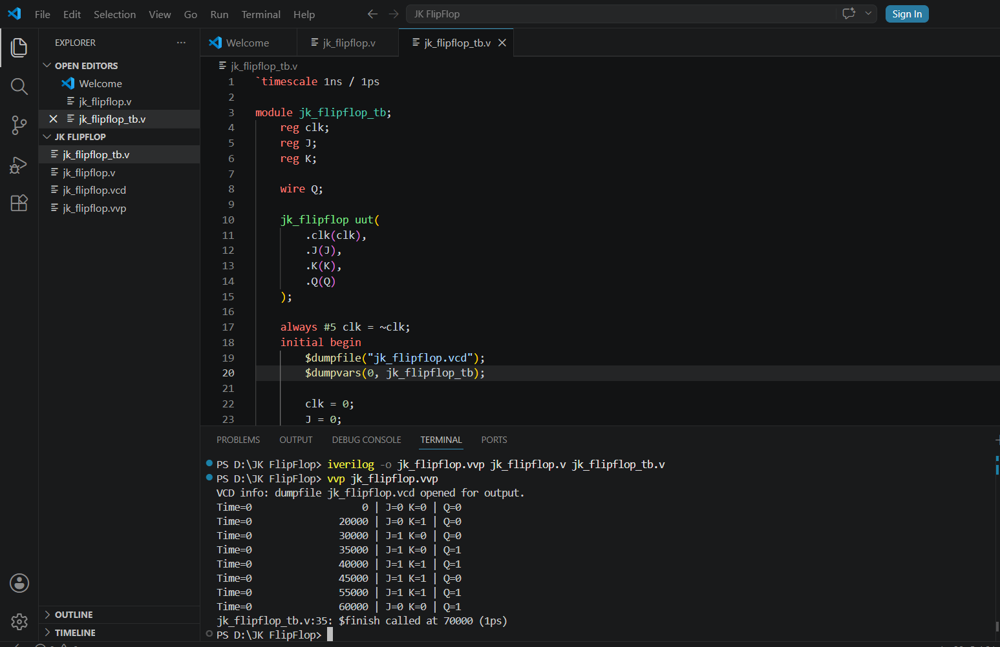 File Edit Selection View Go Run Terminal Help
JK FlipFlop
Sign In
EXPLORER
OPEN EDITORS
Welcome
jk_flipflop.v
jk_flipflop_tb.v
JK FLIPFLOP
jk_flipflop_tb.v
jk_flipflop.v
jk_flipflop.vcd
jk_flipflop.vvp
OUTLINE
TIMELINE
Welcome jk_flipflop.v jk_flipflop_tb.v
jk_flipflop_tb.v
1 `timescale 1ns / 1ps
2
3 module jk_flipflop_tb;
4 reg clk;
5 reg J;
6 reg K;
7
8 wire Q;
9
10 jk_flipflop uut(
11 .clk(clk),
12 .J(J),
13 .K(K),
14 .Q(Q)
15 );
16
17 always #5 clk = ~clk;
18 initial begin
19 $dumpfile("jk_flipflop.vcd");
20 $dumpvars(0, jk_flipflop_tb);
21
22 clk = 0;
23 J = 0;
PROBLEMS OUTPUT DEBUG CONSOLE TERMINAL PORTS
PS D:\JK FlipFlop> iverilog -o jk_flipflop.vvp jk_flipflop.v jk_flipflop_tb.v
PS D:\JK FlipFlop> vvp jk_flipflop.vvp
VCD info: dumpfile jk_flipflop.vcd opened for output.
Time=0 0 | J=0 K=0 | Q=0
Time=0 20000 | J=0 K=1 | Q=0
Time=0 30000 | J=1 K=0 | Q=0
Time=0 35000 | J=1 K=0 | Q=1
Time=0 40000 | J=1 K=1 | Q=1
Time=0 45000 | J=1 K=1 | Q=0
Time=0 55000 | J=1 K=1 | Q=1
Time=0 60000 | J=0 K=0 | Q=1
jk_flipflop_tb.v:35: $finish called at 70000 (1ps)
PS D:\JK FlipFlop>